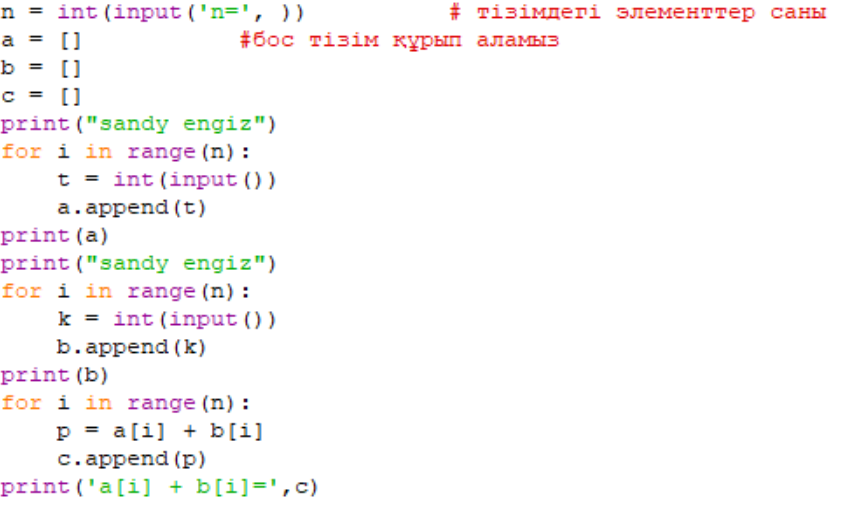 n = int(input('n=', ))          # тізімдегі элементтер саны
a = []           #бос тізім құрып аламыз
b = []
c = []
print("sandy engiz")
for i in range(n):
    t = int(input())
    a.append(t)
print(a)
print("sandy engiz")
for i in range(n):
    k = int(input())
    b.append(k)
print(b)
for i in range(n):
    p = a[i] + b[i]
    c.append(p)
print('a[i] + b[i]=',c)